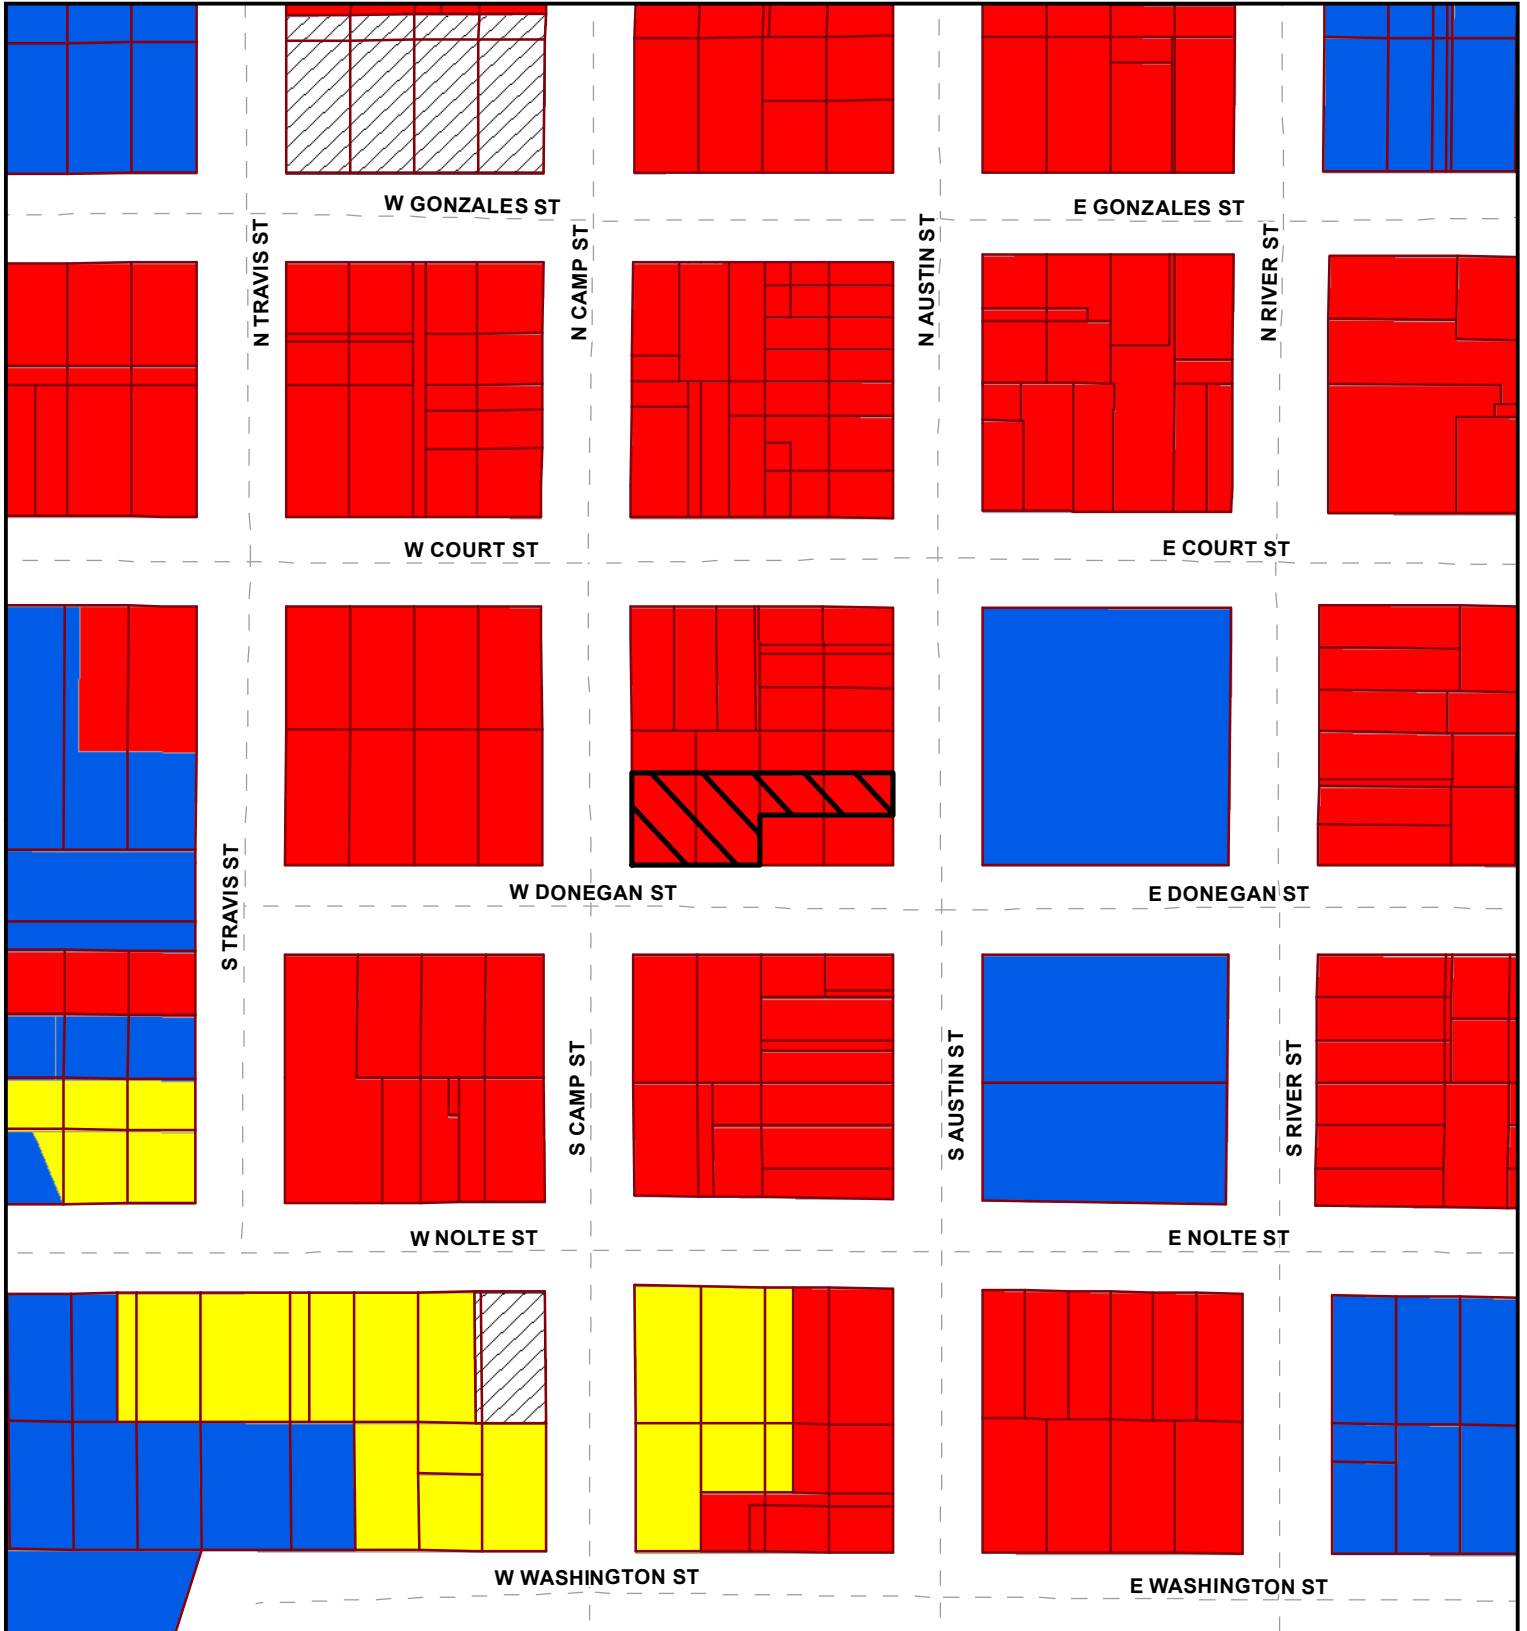 W GONZALES ST
E GONZALES ST
N TRAVIS ST
N CAMP ST
N AUSTIN ST
N RIVER ST
W COURT ST
E COURT ST
W DONEGAN ST
E DONEGAN ST
S TRAVIS ST
S CAMP ST
S AUSTIN ST
S RIVER ST
W NOLTE ST
E NOLTE ST
W WASHINGTON ST
E WASHINGTON ST